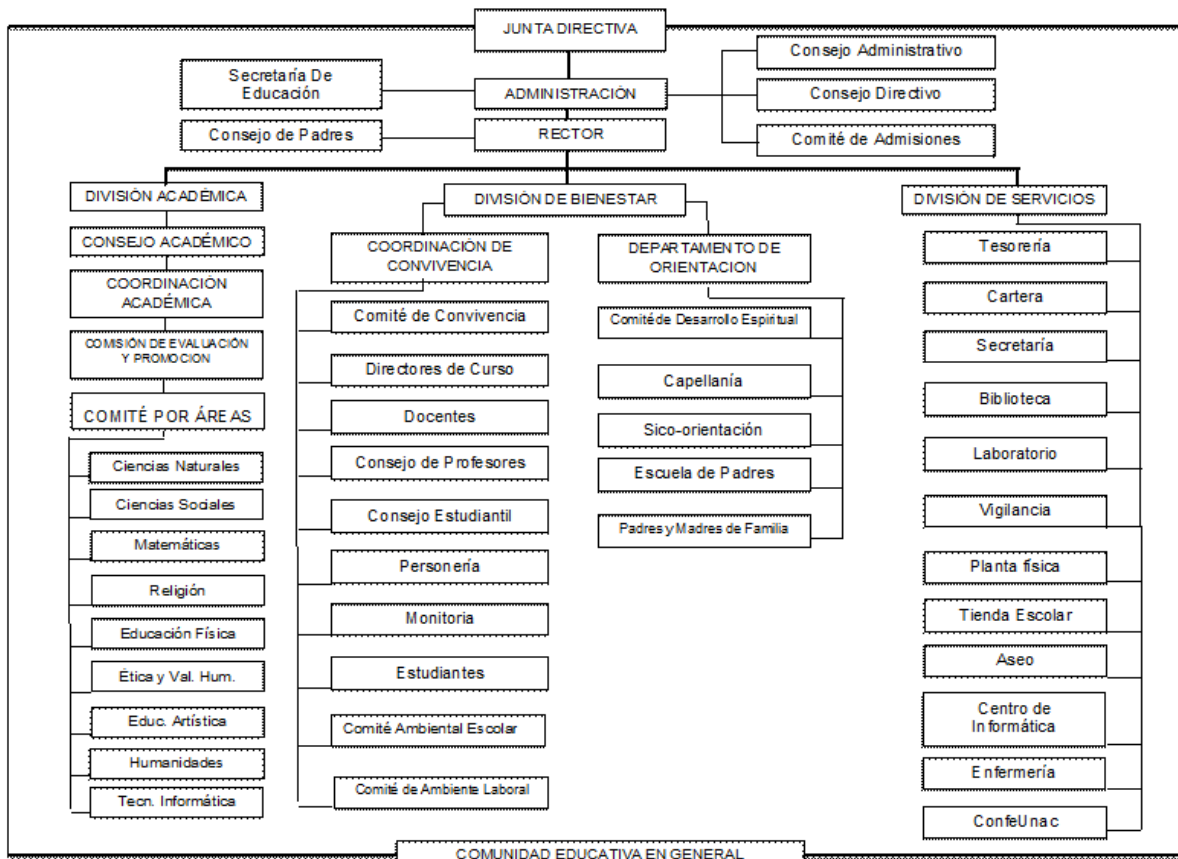 JUNTA DIRECTIVA
Consejo Administrativo
Secretaría De
Educación
ADMINISTRACIÓN
Consejo Directivo
Consejo de Padres
RECTOR
Comité de Admisiones
DIVISIÓN ACADÉMICA
CONSEJO ACADÉMICO
COORDINACIÓN
ACADÉMICA
COMISIÓN DE EVALUACIÓN
Y PROMOCION
COMITÉ POR ÁREAS
Ciencias Naturales
Ciencias Sociales
Matemáticas
Religión
Educación Física
Ética y Val. Hum.
Educ. Artística
Humanidades
Tecn. Informática
DIVISIÓN DE BIENESTAR
COORDINACIÓN DE
CONVIVENCIA
Comité de Convivencia
Directores de Curso
Docentes
Consejo de Profesores
Consejo Estudiantil
Personería
Monitoria
Estudiantes
Comité Ambiental Escolar
Comité de Ambiente Laboral
DEPARTAMENTO DE
ORIENTACION
Comité de Desarrollo Espiritual
Capellanía
Sico-orientación
Escuela de Padres
Padres y Madres de Familia
DIVISIÓN DE SERVICIOS
Tesorería
Cartera
Secretaría
Biblioteca
Laboratorio
Vigilancia
Planta física
Tienda Escolar
Aseo
Centro de
Informática
Enfermería
ConfeUnac
COMUNIDAD EDUCATIVA EN GENERAL